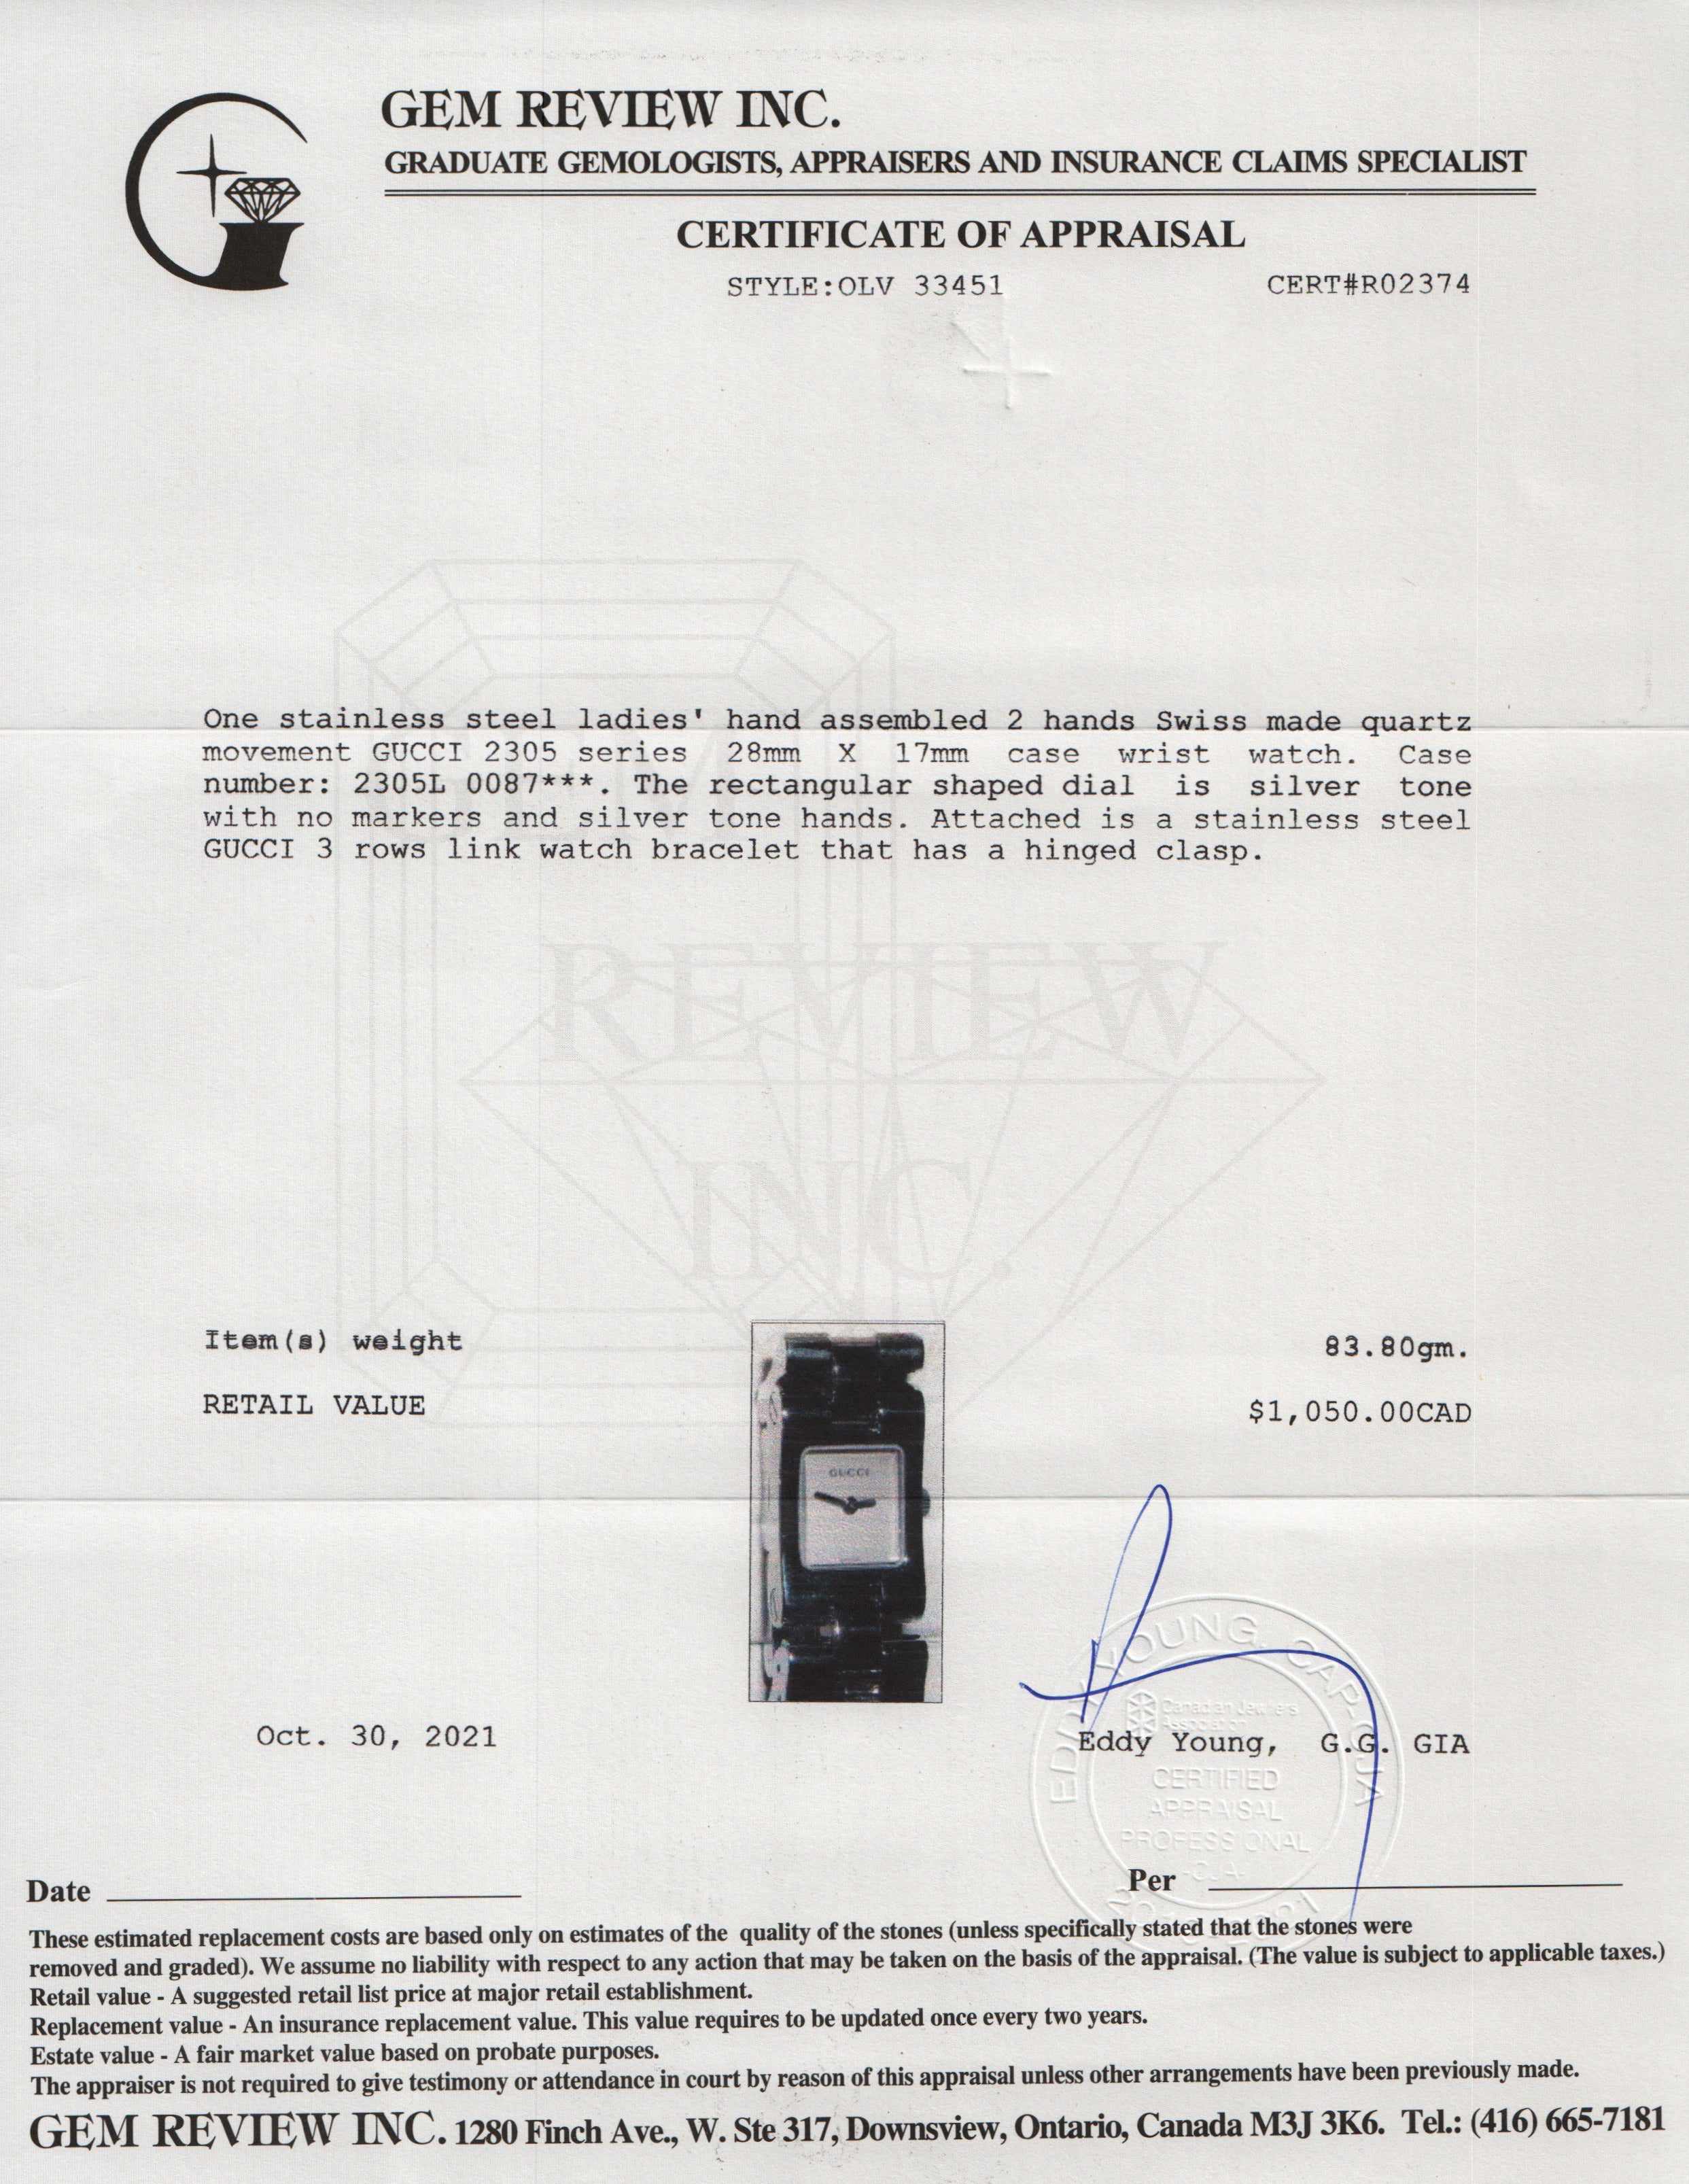 GEM REVIEW INC.
GRADUATE GEMOLOGISTS, APPRAISERS AND INSURANCE CLAIMS SPECIALIST
CERTIFICATE OF APPRAISAL
STYLE:OLV 33451 CERT#R02374
One stainless steel ladies' hand assembled 2 hands Swiss made quartz
movement GUCCI 2305 series 28mm X 17mm case wrist watch. Case
number: 2305L 0087***. The rectangular shaped dial is silver tone
with no markers and silver tone hands. Attached is a stainless steel
GUCCI 3 rows link watch bracelet that has a hinged clasp.
REVIEW
INC.
Item(s) weight 83.80gm.
RETAIL VALUE $1,050.00CAD
GUCCI
Oct. 30, 2021
Eddy Young, G.G. GIA
EDDY YOUNG CAP-CJA
Canadian Jewellers
Association
CERTIFIED
APPRAISAL
PROFESSIONAL
Date
Per
These estimated replacement costs are based only on estimates of the quality of the stones (unless specifically stated that the stones were
removed and graded). We assume no liability with respect to any action that may be taken on the basis of the appraisal. (The value is subject to applicable taxes.)
Retail value - A suggested retail list price at major retail establishment.
Replacement value - An insurance replacement value. This value requires to be updated once every two years.
Estate value - A fair market value based on probate purposes.
The appraiser is not required to give testimony or attendance in court by reason of this appraisal unless other arrangements have been previously made.
GEM REVIEW INC. 1280 Finch Ave., W. Ste 317, Downsview, Ontario, Canada M3J 3K6. Tel.: (416) 665-7181